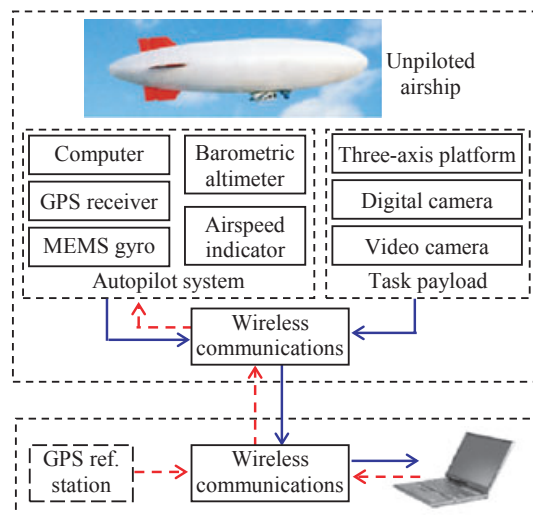 Unpiloted
airship
Computer
GPS receiver
MEMS gyro
Barometric
altimeter
Airspeed
indicator
Autopilot system
Three-axis platform
Digital camera
Video camera
Task payload
Wireless
communications
GPS ref.
station
Wireless
communications